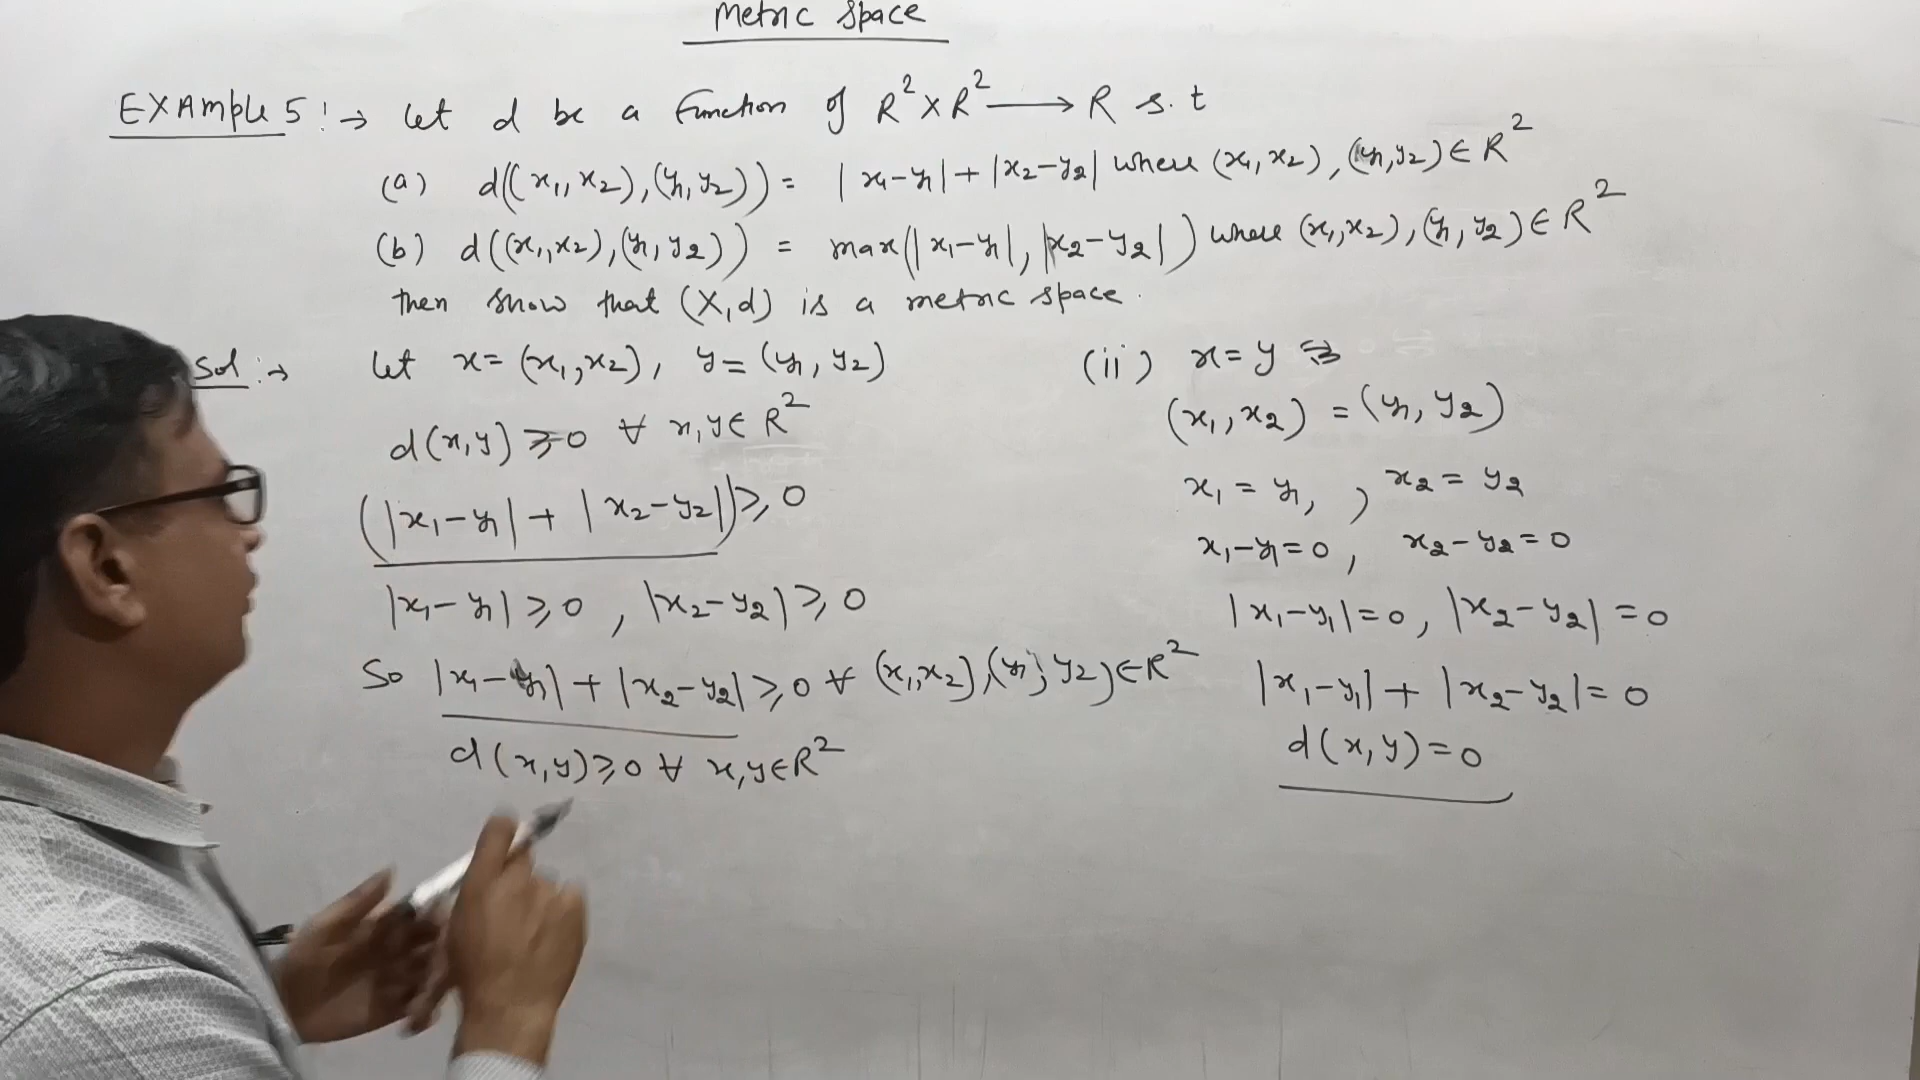 Metric Space
EXAMPLE 5:→ Let d be a function of R²×R² ⟶ R s.t
(a) d((x₁,x₂),(y₁,y₂)) = |x₁-y₁|+|x₂-y₂| where (x₁,x₂),(y₁,y₂)∈R²
(b) d((x₁,x₂),(y₁,y₂)) = max(|x₁-y₁|,|x₂-y₂|) where (x₁,x₂),(y₁,y₂)∈R²
then show that (X,d) is a metric space.
Sol:→ Let x=(x₁,x₂), y=(y₁,y₂)
d(x,y)⩾0 ∀ x,y∈R²
(|x₁-y₁|+|x₂-y₂|)⩾0
|x₁-y₁|⩾0, |x₂-y₂|⩾0
So |x₁-y₁|+|x₂-y₂|⩾0 ∀ (x₁,x₂),(y₁,y₂)∈R²
d(x,y)⩾0 ∀ x,y∈R²
(ii) x=y
(x₁,x₂) = (y₁,y₂)
x₁=y₁, x₂=y₂
x₁-y₁=0, x₂-y₂=0
|x₁-y₁|=0, |x₂-y₂|=0
|x₁-y₁|+|x₂-y₂|=0
d(x,y)=0